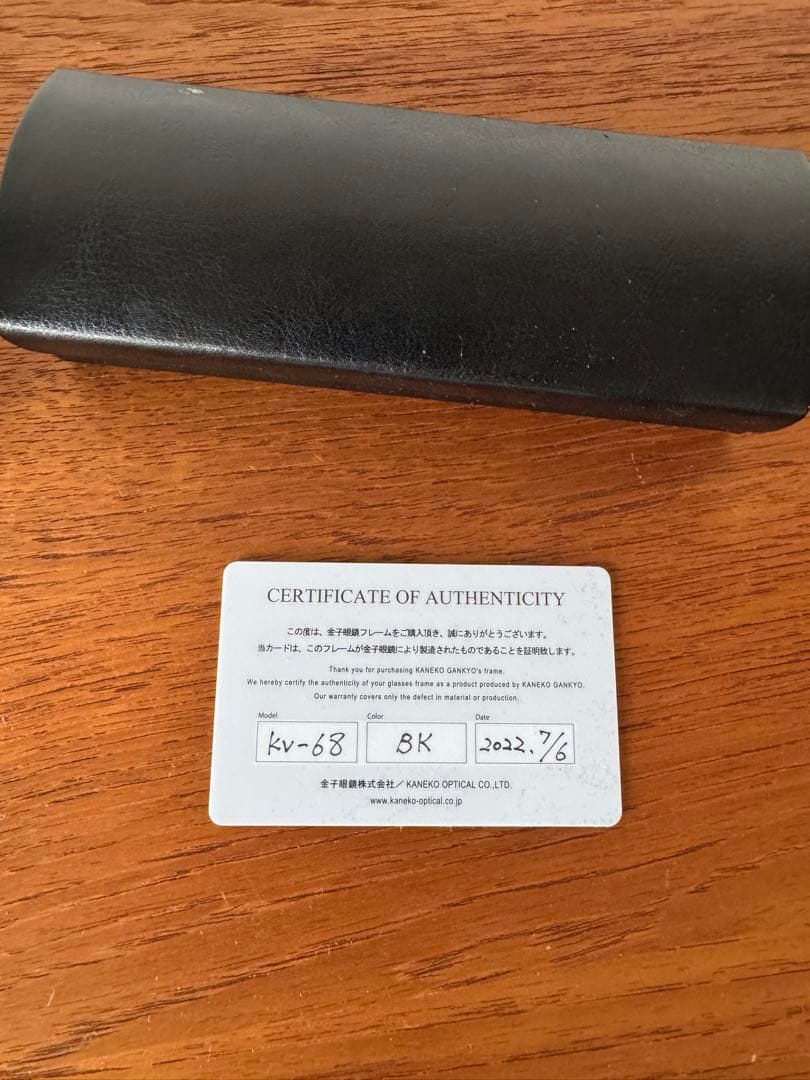 CERTIFICATE OF AUTHENTICITY
この度は、金子眼鏡フレームをご購入頂き、誠にありがとうございます。
当カードは、このフレームが金子眼鏡により製造されたものであることを証明致します。
Thank you for purchasing KANEKO GANKYO's frame.
We hereby certify the authenticity of your glasses frame as a product produced by KANEKO GANKYO.
Our warranty covers only the defect in material or production.
Model Color Date
KV-68 BK 2022.7/6
金子眼鏡株式会社/ KANEKO OPTICAL CO.,LTD.
www.kaneko-optical.co.jp